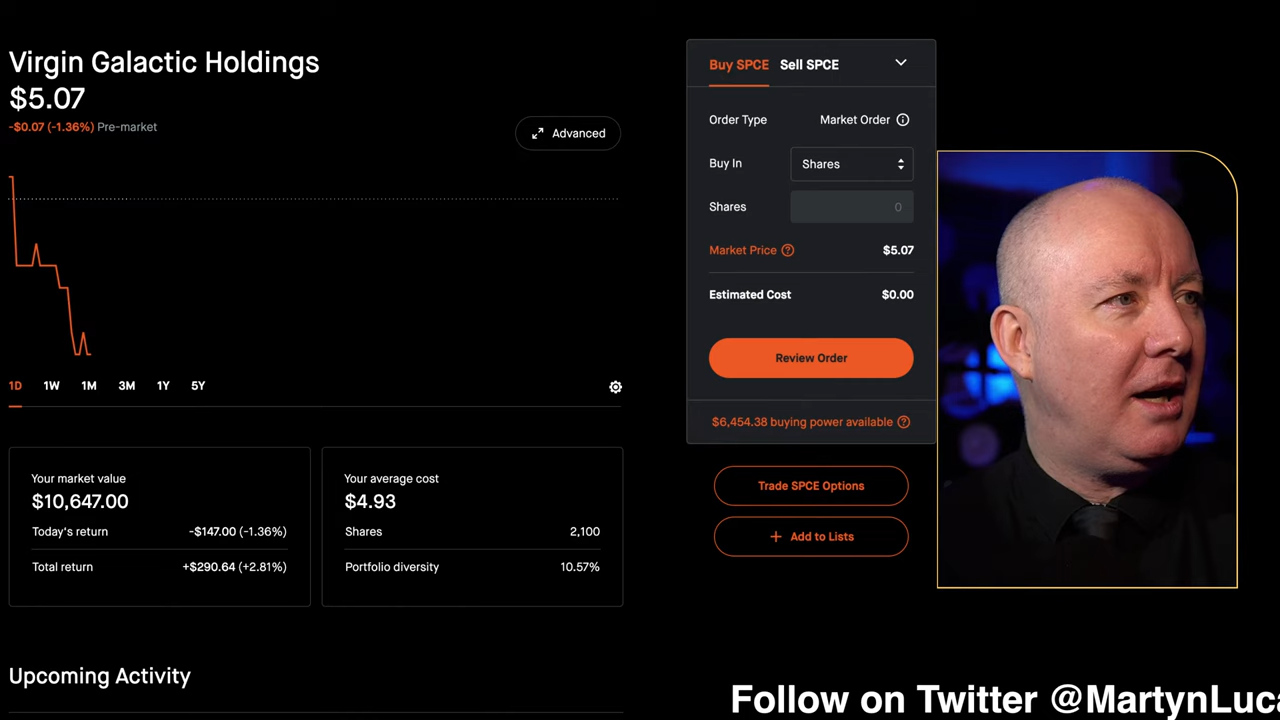 Virgin Galactic Holdings
$5.07
-$0.07 (-1.36%) Pre-market
Advanced
1D 1W 1M 3M 1Y 5Y
Your market value
$10,647.00
Today's return -$147.00 (-1.36%)
Total return +$290.64 (+2.81%)
Your average cost
$4.93
Shares 2,100
Portfolio diversity 10.57%
Upcoming Activity
Buy SPCE Sell SPCE
Order Type Market Order
Buy In Shares
Shares 0
Market Price $5.07
Estimated Cost $0.00
Review Order
$6,454.38 buying power available
Trade SPCE Options
+ Add to Lists
Follow on Twitter @MartynLuca